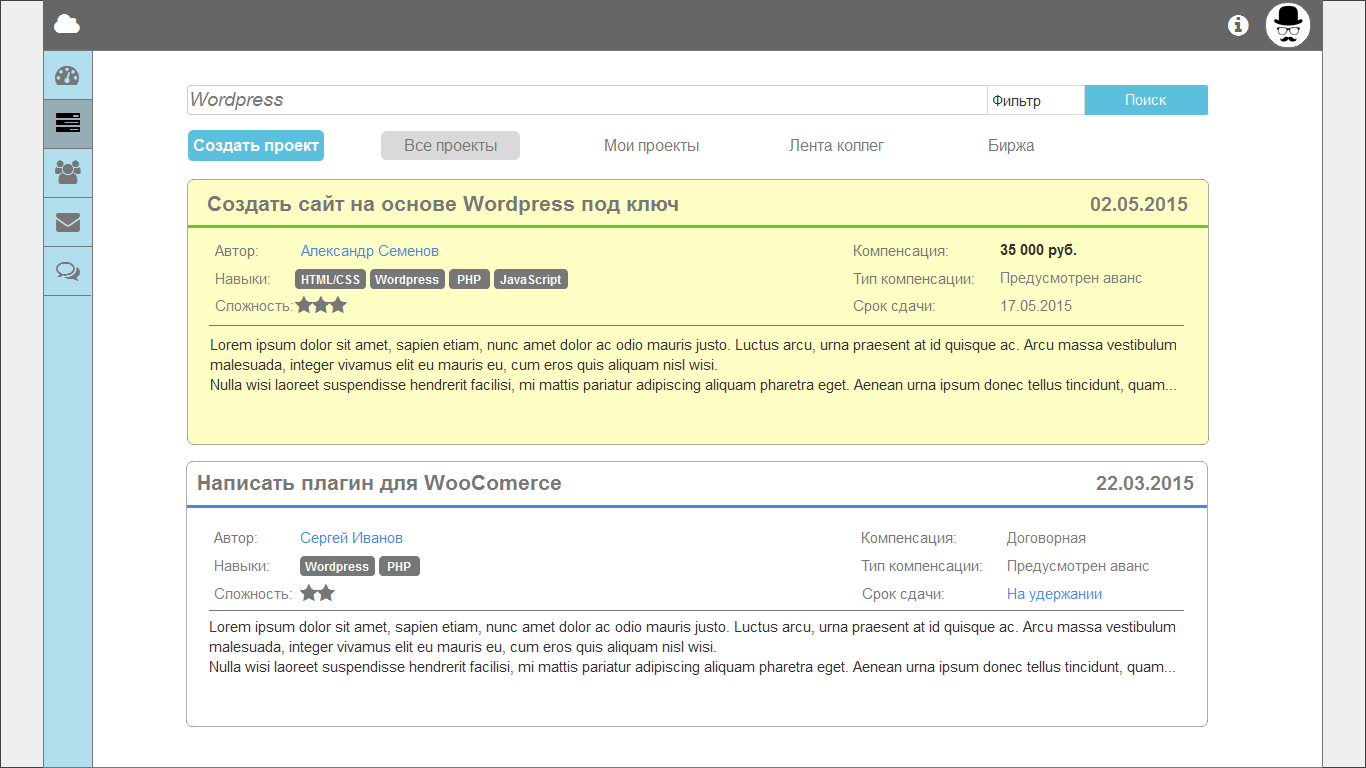 Wordpress
Фильтр
Поиск
Создать проект
Все проекты
Мои проекты
Лента коллег
Биржа
Создать сайт на основе Wordpress под ключ 02.05.2015
Автор: Александр Семенов Компенсация: 35 000 руб.
Навыки: HTML/CSS Wordpress PHP JavaScript Тип компенсации: Предусмотрен аванс
Сложность: Срок сдачи: 17.05.2015
Lorem ipsum dolor sit amet, sapien etiam, nunc amet dolor ac odio mauris justo. Luctus arcu, urna praesent at id quisque ac. Arcu massa vestibulum
malesuada, integer vivamus elit eu mauris eu, cum eros quis aliquam nisl wisi.
Nulla wisi laoreet suspendisse hendrerit facilisi, mi mattis pariatur adipiscing aliquam pharetra eget. Aenean urna ipsum donec tellus tincidunt, quam...
Написать плагин для WooComerce 22.03.2015
Автор: Сергей Иванов Компенсация: Договорная
Навыки: Wordpress PHP Тип компенсации: Предусмотрен аванс
Сложность: Срок сдачи: На удержании
Lorem ipsum dolor sit amet, sapien etiam, nunc amet dolor ac odio mauris justo. Luctus arcu, urna praesent at id quisque ac. Arcu massa vestibulum
malesuada, integer vivamus elit eu mauris eu, cum eros quis aliquam nisl wisi.
Nulla wisi laoreet suspendisse hendrerit facilisi, mi mattis pariatur adipiscing aliquam pharetra eget. Aenean urna ipsum donec tellus tincidunt, quam...